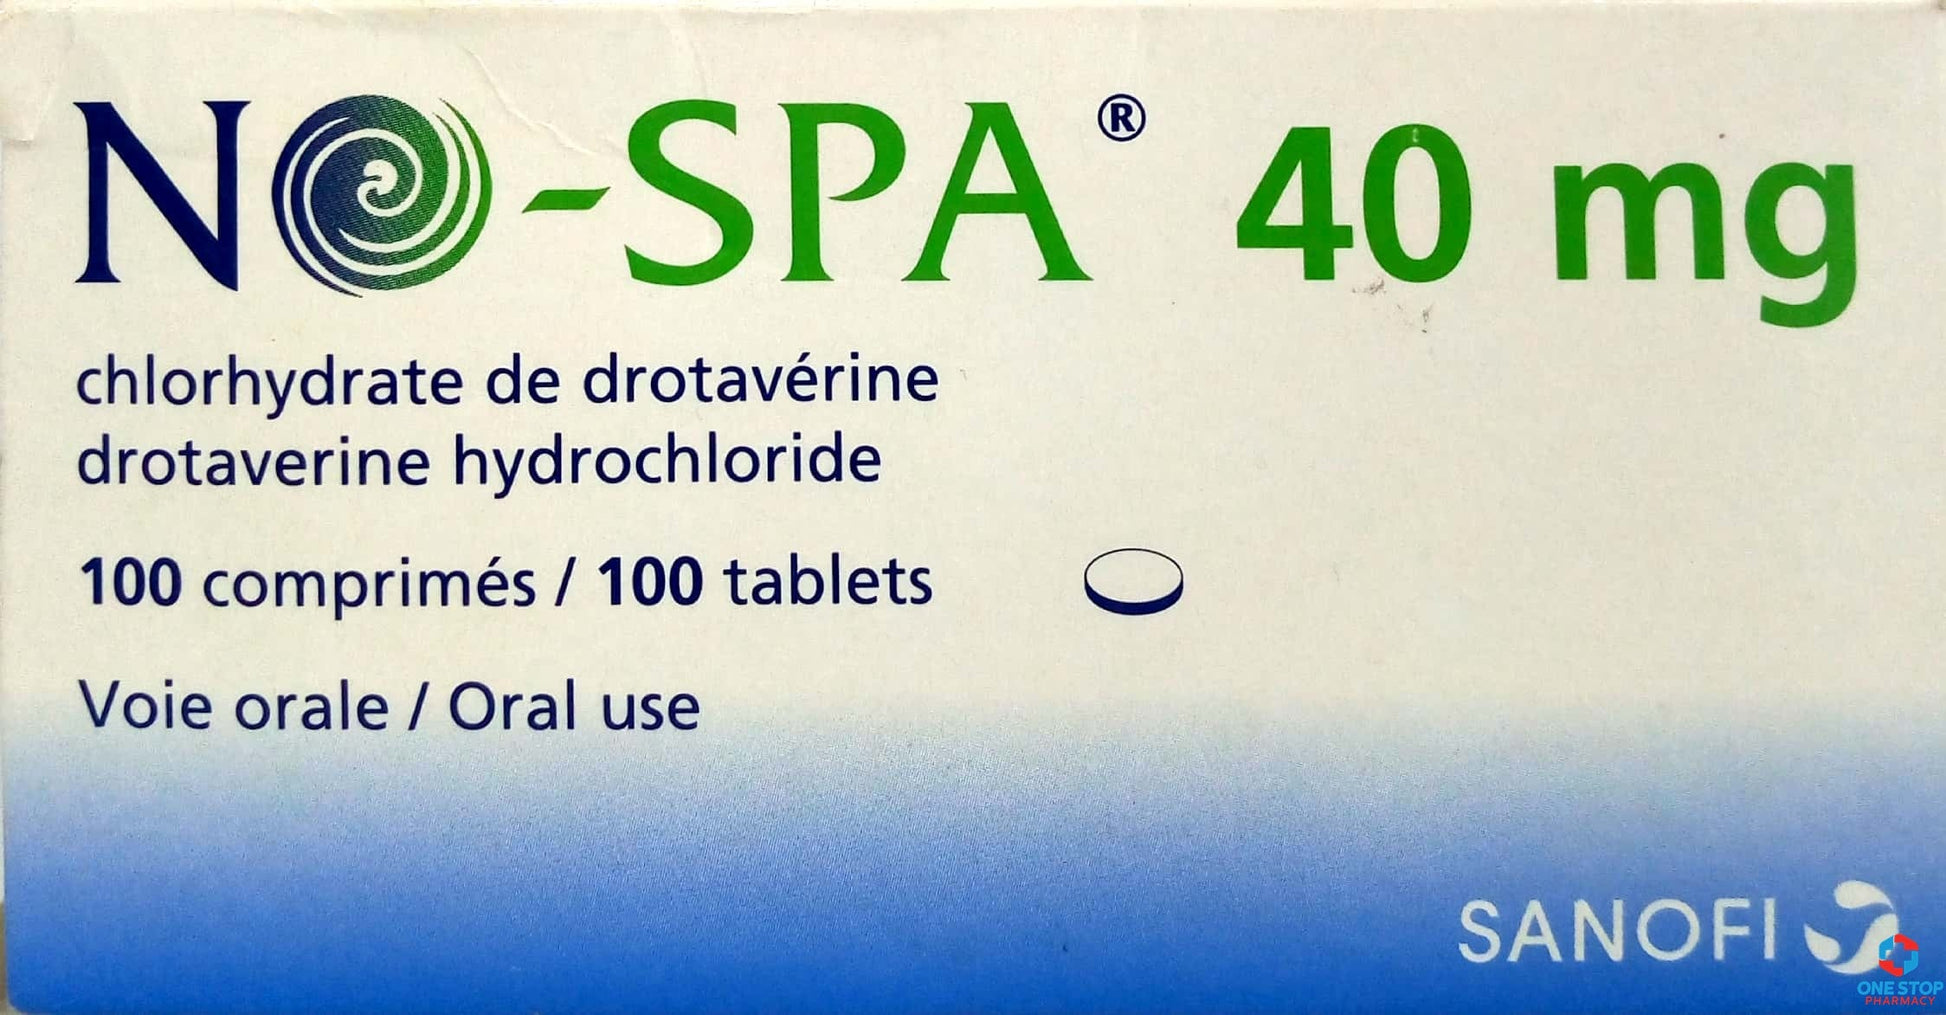 NO-SPA® 40 mg
chlorhydrate de drotavérine
drotaverine hydrochloride
100 comprimés / 100 tablets
Voie orale / Oral use
SANOFI
ONE STOP
PHARMACY